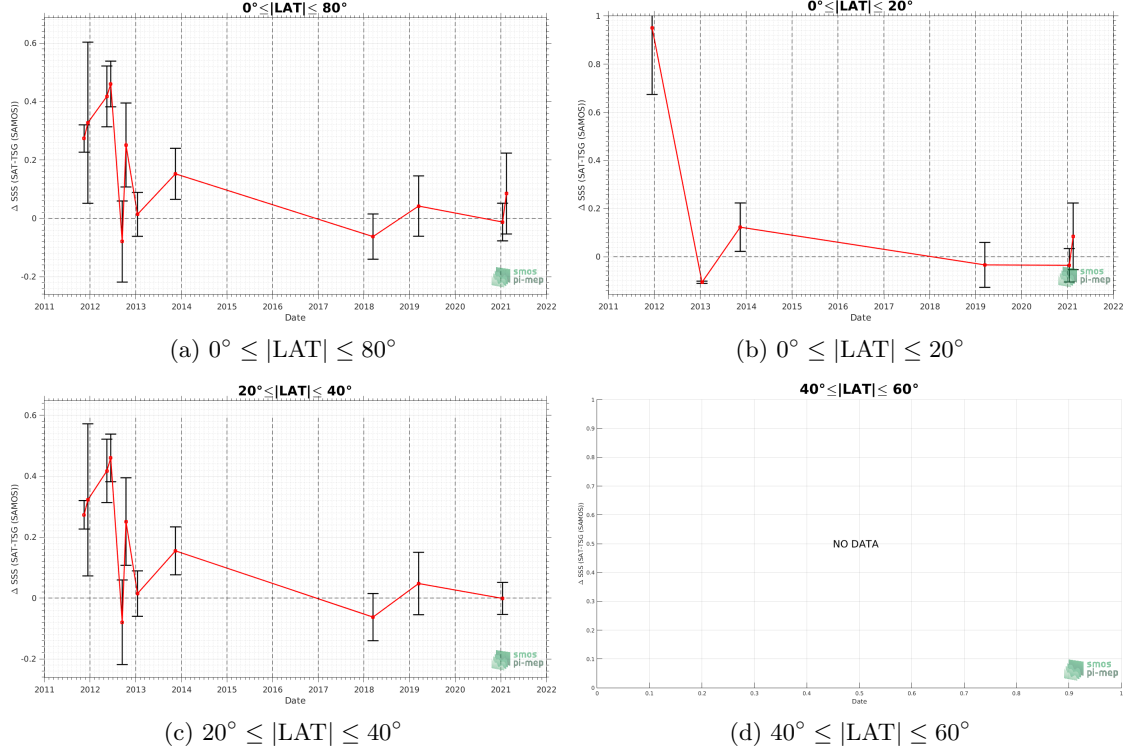 0°≤|LAT|≤ 80°
Δ SSS (SAT-TSG (SAMOS))
0.6
0.4
0.2
0
-0.2
2011 2012 2013 2014 2015 2016 2017 2018 2019 2020 2021 2022
Date
smos
pi-mep
(a) 0° ≤ |LAT| ≤ 80°
0°≤|LAT|≤ 20°
Δ SSS (SAT-TSG (SAMOS))
1
0.8
0.6
0.4
0.2
0
2011 2012 2013 2014 2015 2016 2017 2018 2019 2020 2021 2022
Date
smos
pi-mep
(b) 0° ≤ |LAT| ≤ 20°
20°≤|LAT|≤ 40°
Δ SSS (SAT-TSG (SAMOS))
0.6
0.4
0.2
0
-0.2
2011 2012 2013 2014 2015 2016 2017 2018 2019 2020 2021 2022
Date
smos
pi-mep
(c) 20° ≤ |LAT| ≤ 40°
40°≤|LAT|≤ 60°
Δ SSS (SAT-TSG (SAMOS))
1
0.9
0.8
0.7
0.6
0.5
0.4
0.3
0.2
0.1
0
NO DATA
0 0.1 0.2 0.3 0.4 0.5 0.6 0.7 0.8 0.9 1
Date
smos
pi-mep
(d) 40° ≤ |LAT| ≤ 60°